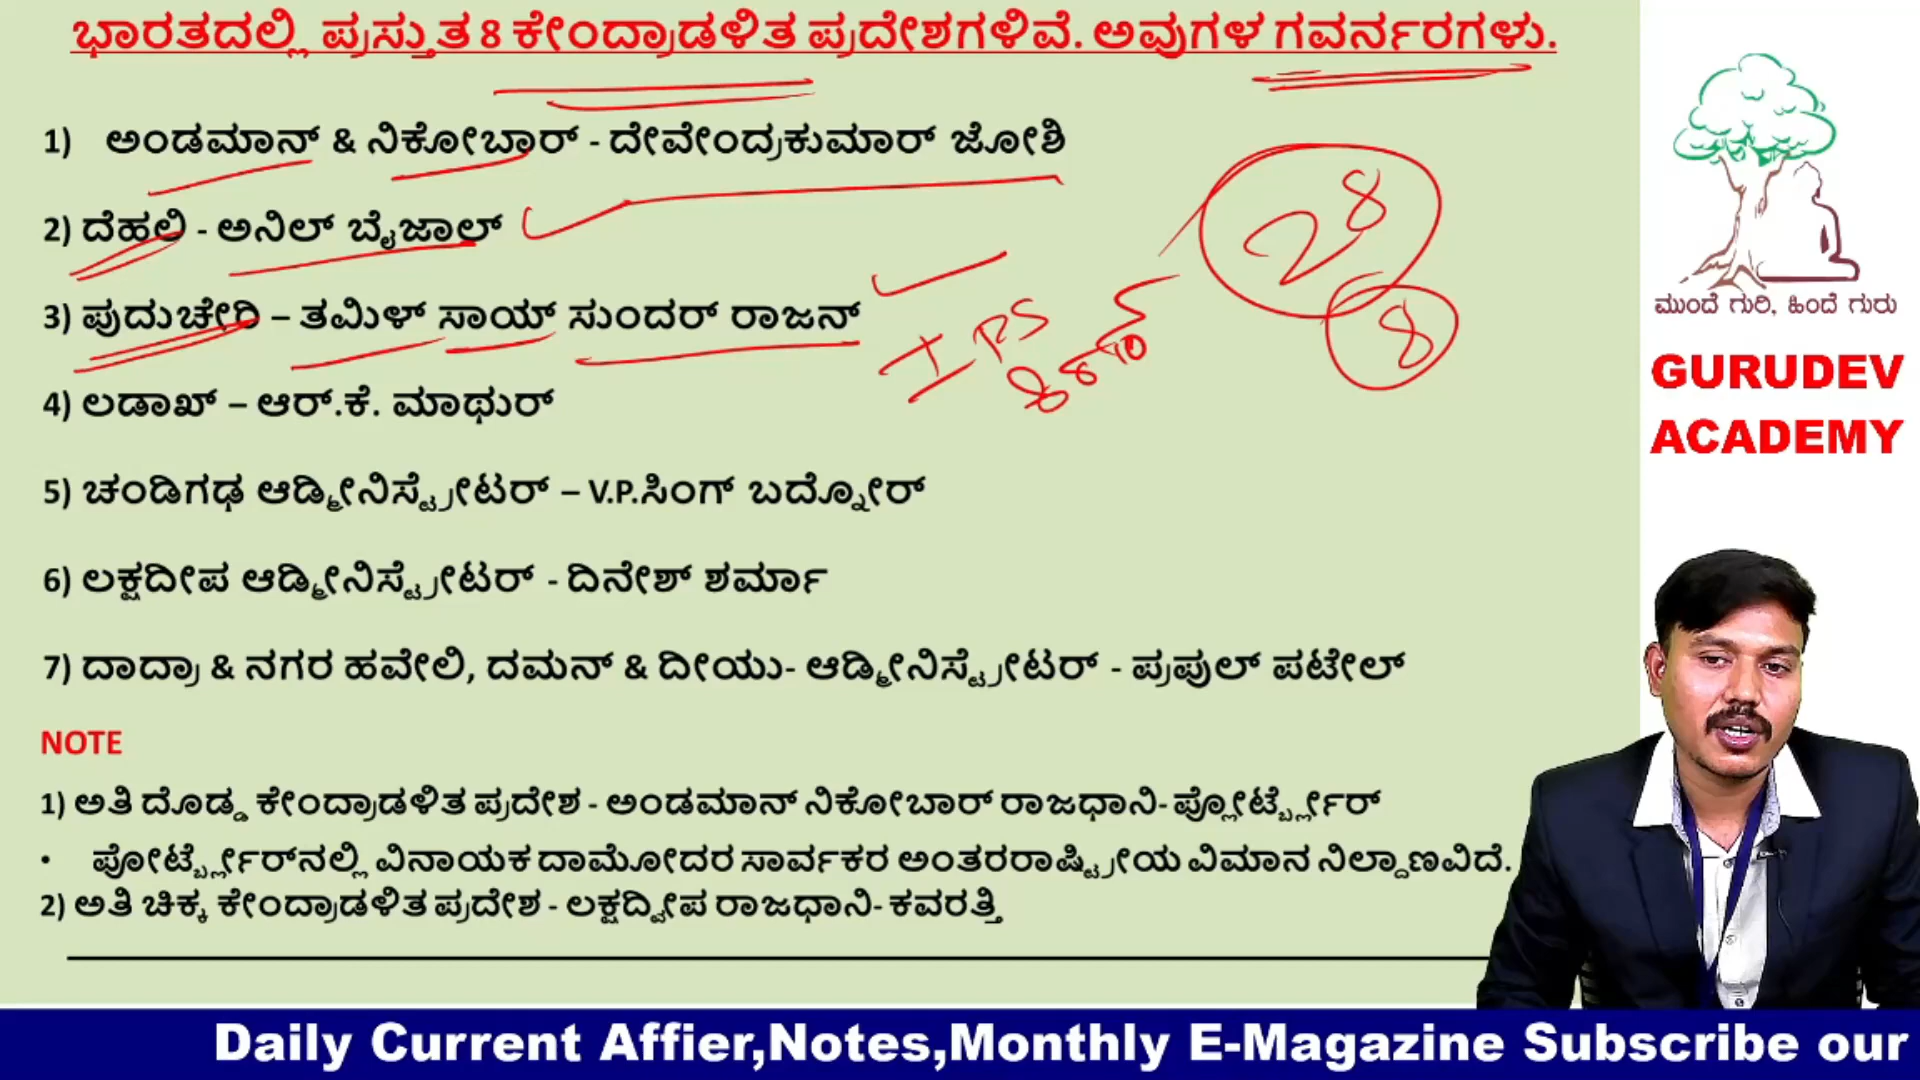 ಭಾರತದಲ್ಲಿ ಪ್ರಸ್ತುತ 8 ಕೇಂದ್ರಾಡಳಿತ ಪ್ರದೇಶಗಳಿವೆ. ಅವುಗಳ ಗವರ್ನರಗಳು.
1) ಅಂಡಮಾನ್ & ನಿಕೋಬಾರ್ - ದೇವೇಂದ್ರಕುಮಾರ್ ಜೋಶಿ
2) ದೆಹಲಿ - ಅನಿಲ್ ಬೈಜಾಲ್
3) ಪುದುಚೇರಿ – ತಮಿಳ್ ಸಾಯ್ ಸುಂದರ್ ರಾಜನ್
4) ಲಡಾಖ್ – ಆರ್.ಕೆ. ಮಾಥುರ್
5) ಚಂಡಿಗಢ ಆಡ್ಮೀನಿಸ್ಟ್ರೇಟರ್ – V.P.ಸಿಂಗ್ ಬದ್ನೋರ್
6) ಲಕ್ಷದೀಪ ಆಡ್ಮೀನಿಸ್ಟ್ರೇಟರ್ - ದಿನೇಶ್ ಶರ್ಮಾ
7) ದಾದ್ರಾ & ನಗರ ಹವೇಲಿ, ದಮನ್ & ದೀಯು- ಆಡ್ಮೀನಿಸ್ಟ್ರೇಟರ್ - ಪ್ರಪುಲ್ ಪಟೇಲ್
NOTE
1) ಅತಿ ದೊಡ್ಡ ಕೇಂದ್ರಾಡಳಿತ ಪ್ರದೇಶ - ಅಂಡಮಾನ್ ನಿಕೋಬಾರ್ ರಾಜಧಾನಿ- ಪ್ಲೋರ್ಟ್ಬ್ಲೇರ್
• ಪೋರ್ಟ್ಬ್ಲೇರ್‌ನಲ್ಲಿ ವಿನಾಯಕ ದಾಮೋದರ ಸಾರ್ವಕರ ಅಂತರರಾಷ್ಟ್ರೀಯ ವಿಮಾನ ನಿಲ್ದಾಣವಿದೆ.
2) ಅತಿ ಚಿಕ್ಕ ಕೇಂದ್ರಾಡಳಿತ ಪ್ರದೇಶ - ಲಕ್ಷದ್ವೀಪ ರಾಜಧಾನಿ- ಕವರತ್ತಿ
28
8
IPS
ಮುಂದೆ ಗುರಿ, ಹಿಂದೆ ಗುರು
GURUDEV
ACADEMY
Daily Current Affier,Notes,Monthly E-Magazine Subscribe our